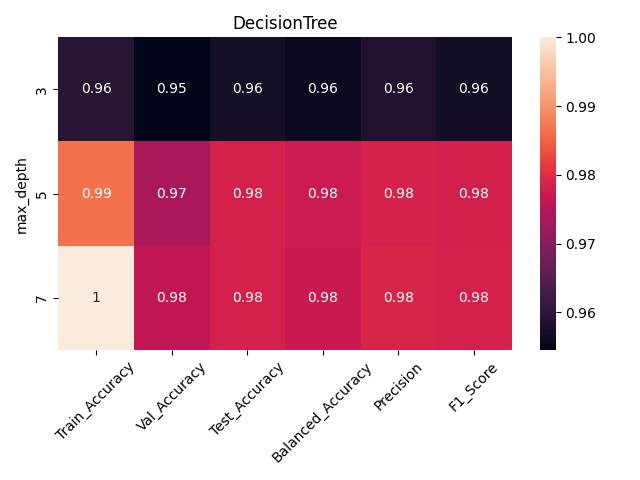 DecisionTree
max_depth
3
0.96 0.95 0.96 0.96 0.96 0.96
5
0.99 0.97 0.98 0.98 0.98 0.98
7
1 0.98 0.98 0.98 0.98 0.98
Train_Accuracy
Val_Accuracy
Test_Accuracy
Balanced_Accuracy
Precision
F1_Score
1.00
0.99
0.98
0.97
0.96